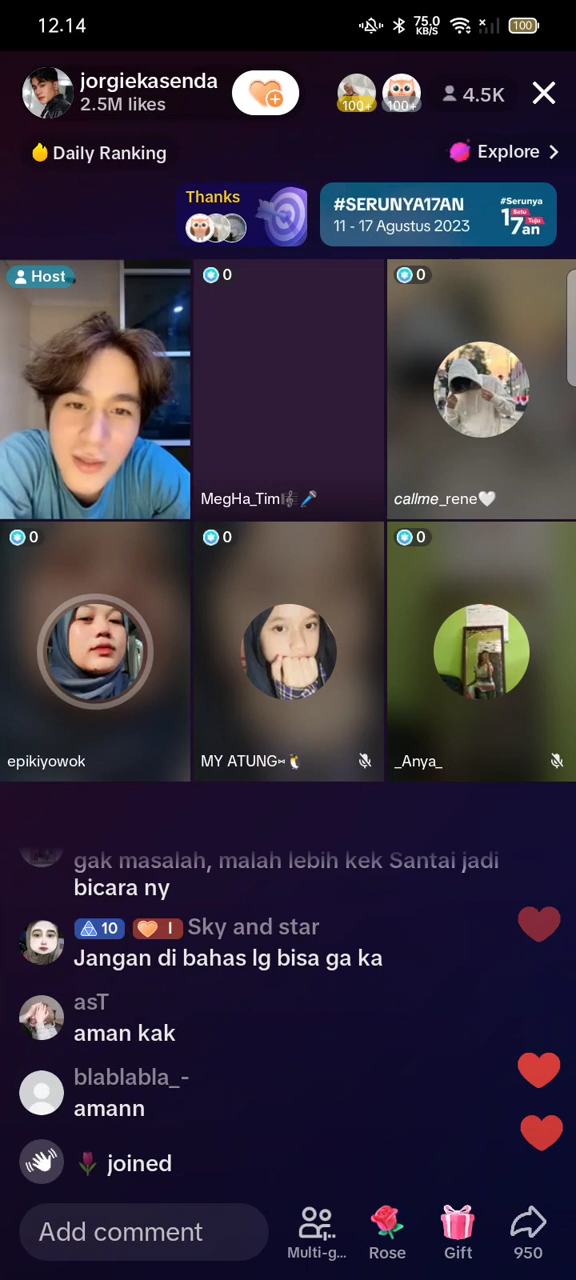 12.14
75.0
KB/S
100
jorgiekasenda
2.5M likes
100+
100+
4.5K
Daily Ranking
Explore
Thanks
#SERUNYA17AN
11 - 17 Agustus 2023
#Serunya
Satu
17an
Tuju
Host
0
0
MegHa_Tim🎼🎤
callme_rene🤍
0
0
0
epikiyowok
MY ATUNG🐧
_Anya_
gak masalah, malah lebih kek Santai jadi
bicara ny
10
I
Sky and star
Jangan di bahas lg bisa ga ka
asT
aman kak
blablabla_-
amann
🌷 joined
Add comment
Multi-g...
Rose
Gift
950